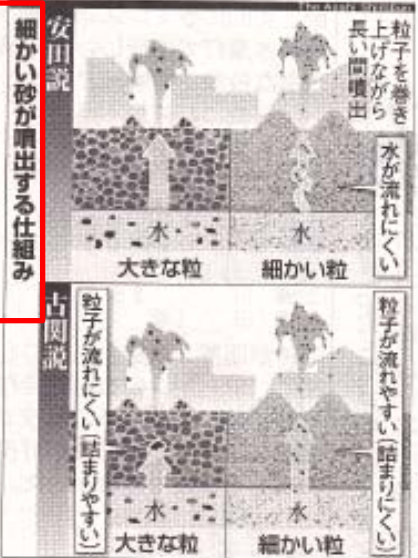 The Asahi Shimbun
細かい砂が噴出する仕組み
安田説
粒子を巻き
上げながら
長い間噴出
水が流れにくい
水
水
大きな粒
細かい粒
古関説
粒子が流れやすい(詰まりにくい)
粒子が流れにくい(詰まりやすい)
水
水
大きな粒
細かい粒